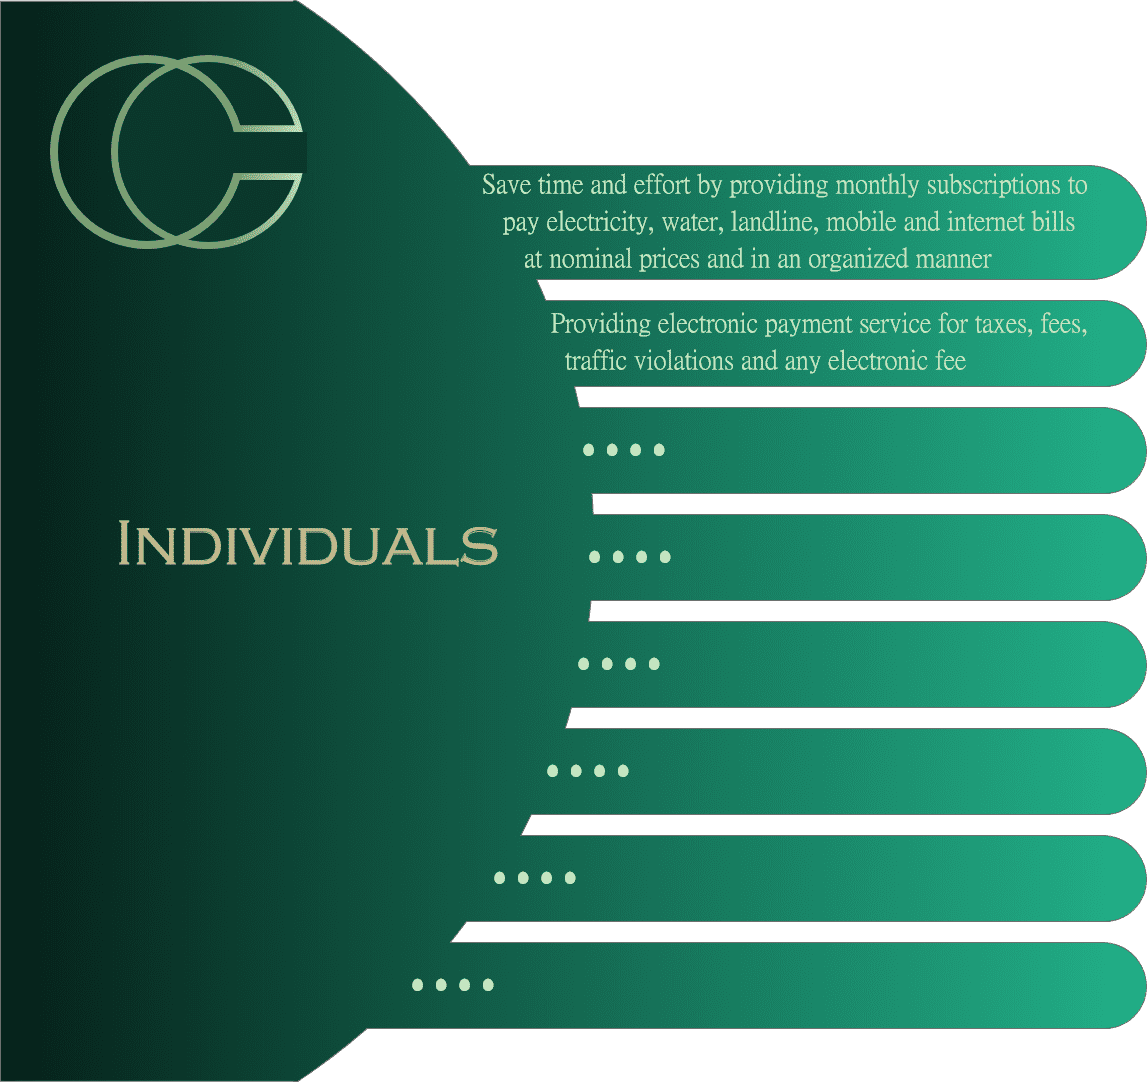 Save time and effort by providing monthly subscriptions to
pay electricity, water, landline, mobile and internet bills
at nominal prices and in an organized manner
Providing electronic payment service for taxes, fees,
traffic violations and any electronic fee
....
....
INDIVIDUALS
....
....
....
....